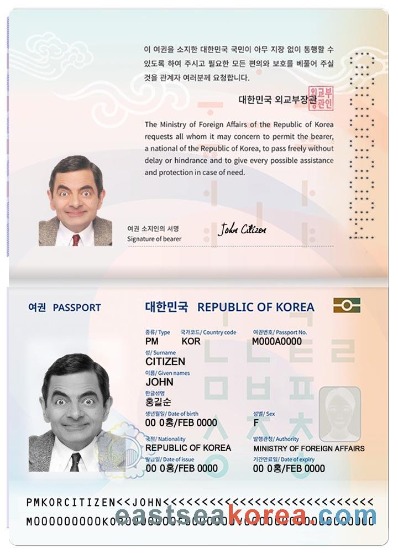 이 여권을 소지한 대한민국 국민이 아무 지장 없이 통행할 수
있도록 하여 주시고 필요한 모든 편의와 보호를 베풀어 주실
것을 관계자 여러분께 요청합니다.
대한민국 외교부장관
The Ministry of Foreign Affairs of the Republic of Korea
requests all whom it may concern to permit the bearer,
a national of the Republic of Korea, to pass freely without
delay or hindrance and to give every possible assistance
and protection in case of need.
여권 소지인의 서명
Signature of bearer
John Citizen
여권 PASSPORT
대한민국 REPUBLIC OF KOREA
종류/ Type 국가코드/ Country code 여권번호/ Passport No.
PM KOR M000A0000
성/ Surname
CITIZEN
이름/ Given names
JOHN
한글성명
홍길순
생년월일/ Date of birth 성별/ Sex
00 0홍/FEB 0000 F
국적/ Nationality 발행관청/ Authority
REPUBLIC OF KOREA MINISTRY OF FOREIGN AFFAIRS
발급일/ Date of issue 기간만료일/ Date of expiry
00 0홍/FEB 0000 00 0홍/FEB 0000
PMKORCITIZEN<<JOHN<<<<<<<<<<<<<<<<<<<<<<<<<<
eastseakorea.com